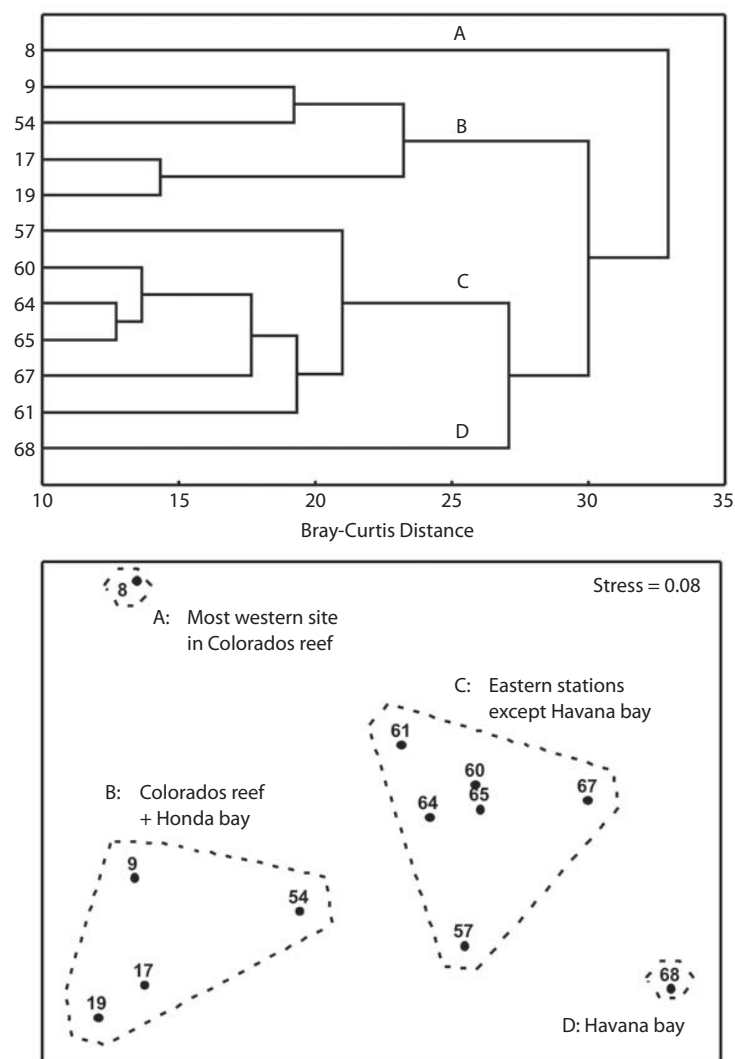 A
8
9
54
B
17
19
57
60
C
64
65
67
61
D
68
10 15 20 25 30 35
Bray-Curtis Distance
Stress = 0.08
8
A: Most western site
in Colorados reef
C: Eastern stations
except Havana bay
61
60
67
B: Colorados reef
+ Honda bay
64
65
9
54
57
17
68
19
D: Havana bay